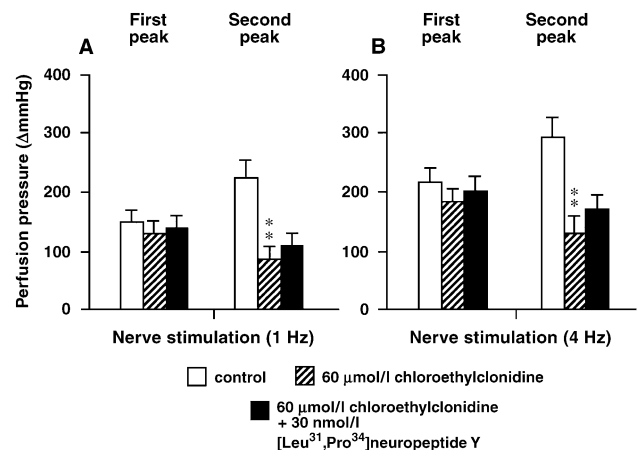 First peak
Second peak
First peak
Second peak
A
B
Perfusion pressure (ΔmmHg)
400
300
200
100
0
**
Nerve stimulation (1 Hz)
400
300
200
100
0
**
Nerve stimulation (4 Hz)
control
60 μmol/l chloroethylclonidine
60 μmol/l chloroethylclonidine
+ 30 nmol/l
[Leu31,Pro34]neuropeptide Y